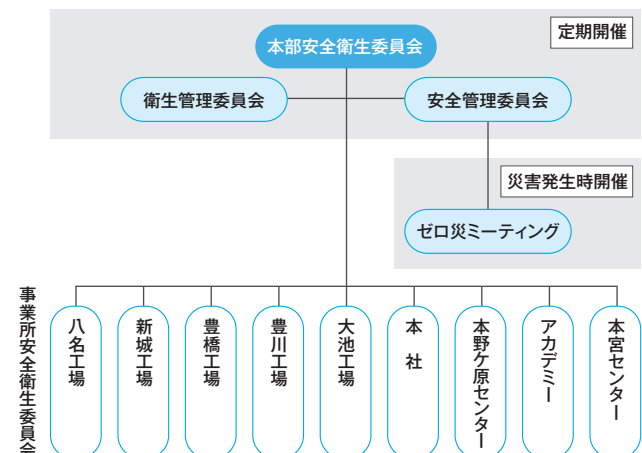 定期開催
本部安全衛生委員会
衛生管理委員会
安全管理委員会
災害発生時開催
ゼロ災ミーティング
事業所安全衛生委員会
八名工場
新城工場
豊橋工場
豊川工場
大池工場
本 社
本野ケ原センター
アカデミー
本宮センター